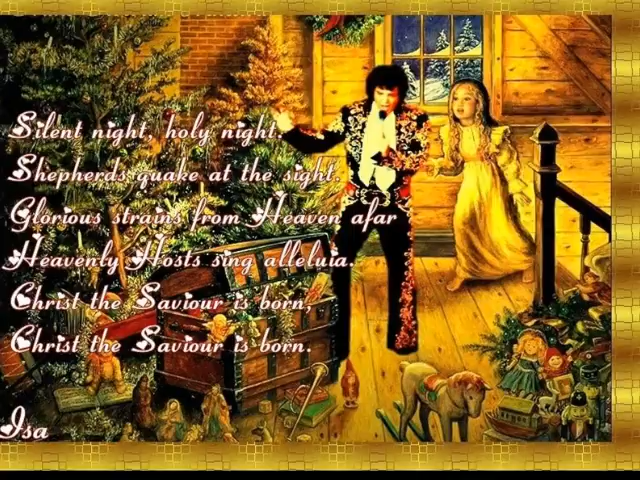 Silent night, holy night.
Shepherds quake at the sight.
Glorious strains from Heaven afar
Heavenly Hosts sing alleluia.
Christ the Saviour is born,
Christ the Saviour is born.
Isa